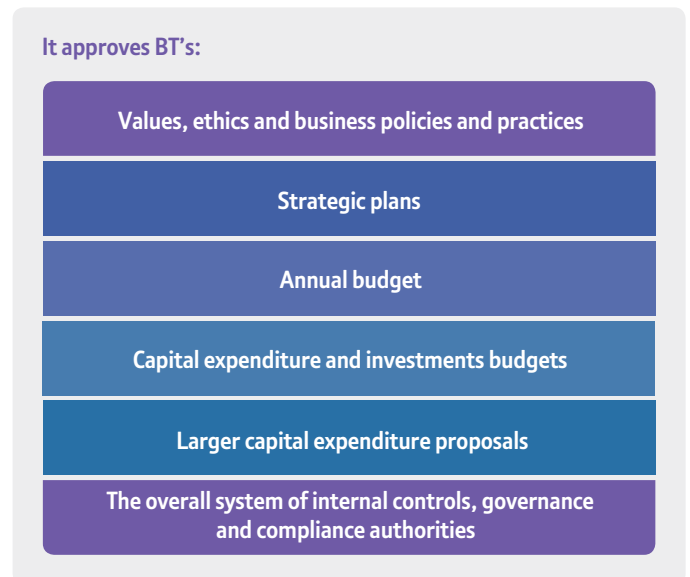 It approves BT’s:
Values, ethics and business policies and practices
Strategic plans
Annual budget
Capital expenditure and investments budgets
Larger capital expenditure proposals
The overall system of internal controls, governance
and compliance authorities